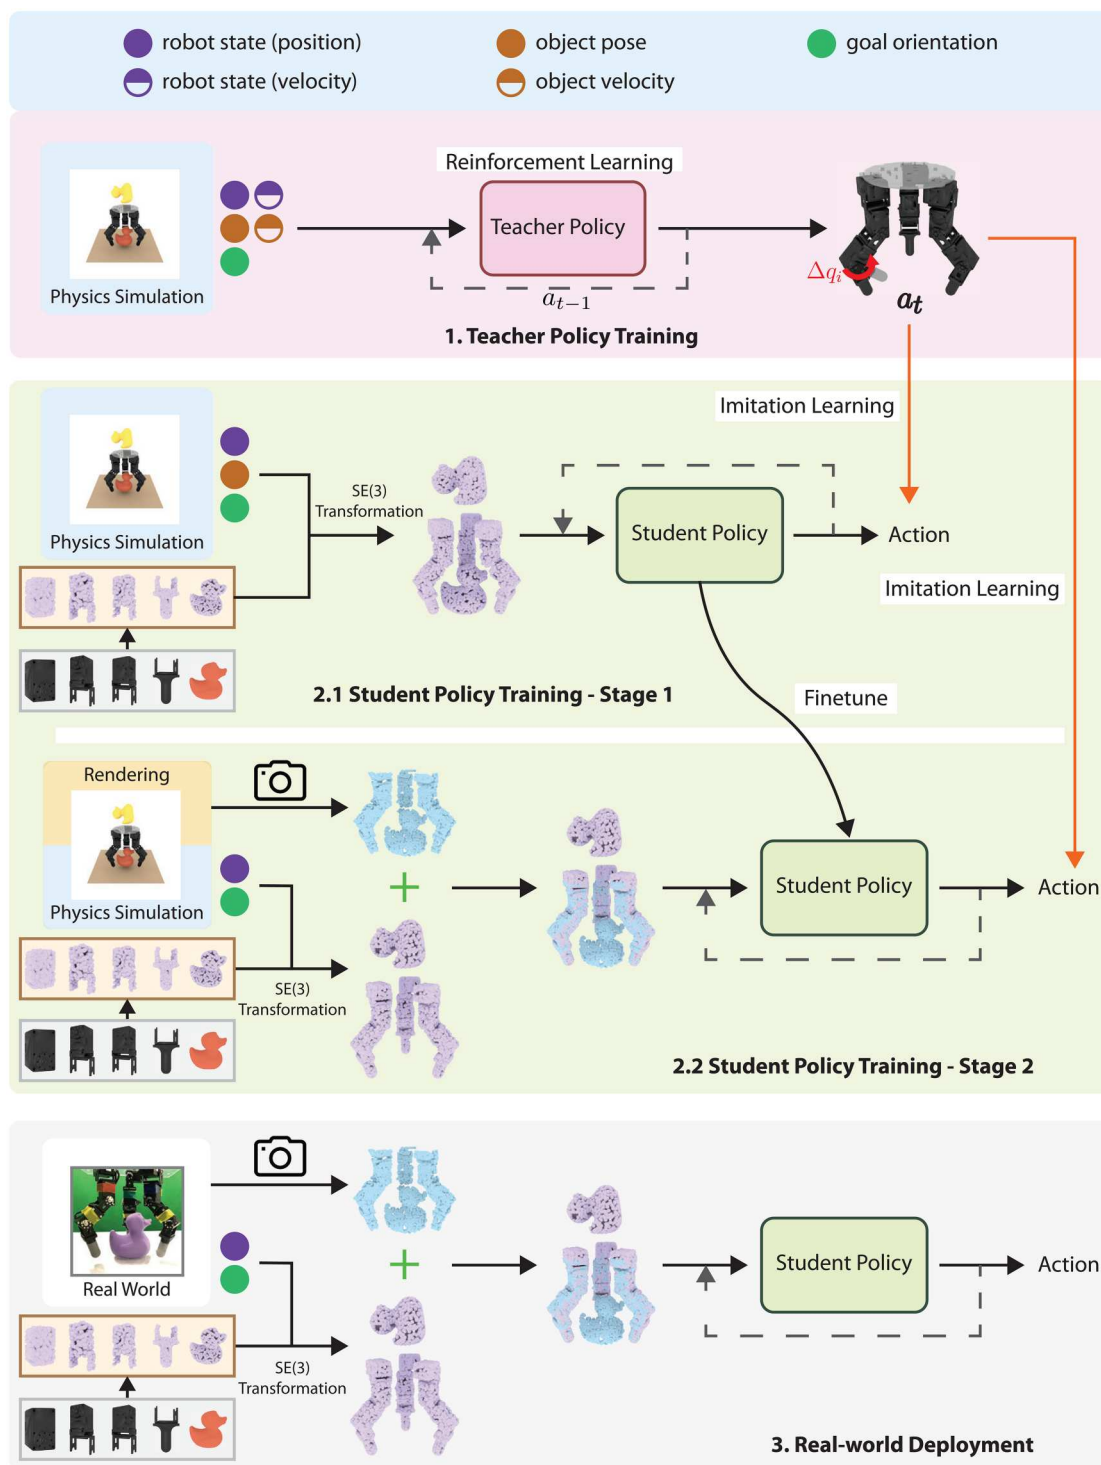 robot state (position)
object pose
goal orientation
robot state (velocity)
object velocity
Reinforcement Learning
Teacher Policy
Physics Simulation
Δq_i
a_{t−1}
a_t
1. Teacher Policy Training
Imitation Learning
SE(3)
Transformation
Student Policy
Action
Physics Simulation
Imitation Learning
2.1 Student Policy Training - Stage 1
Finetune
Rendering
Physics Simulation
Student Policy
Action
SE(3)
Transformation
2.2 Student Policy Training - Stage 2
Real World
Student Policy
Action
SE(3)
Transformation
3. Real-world Deployment